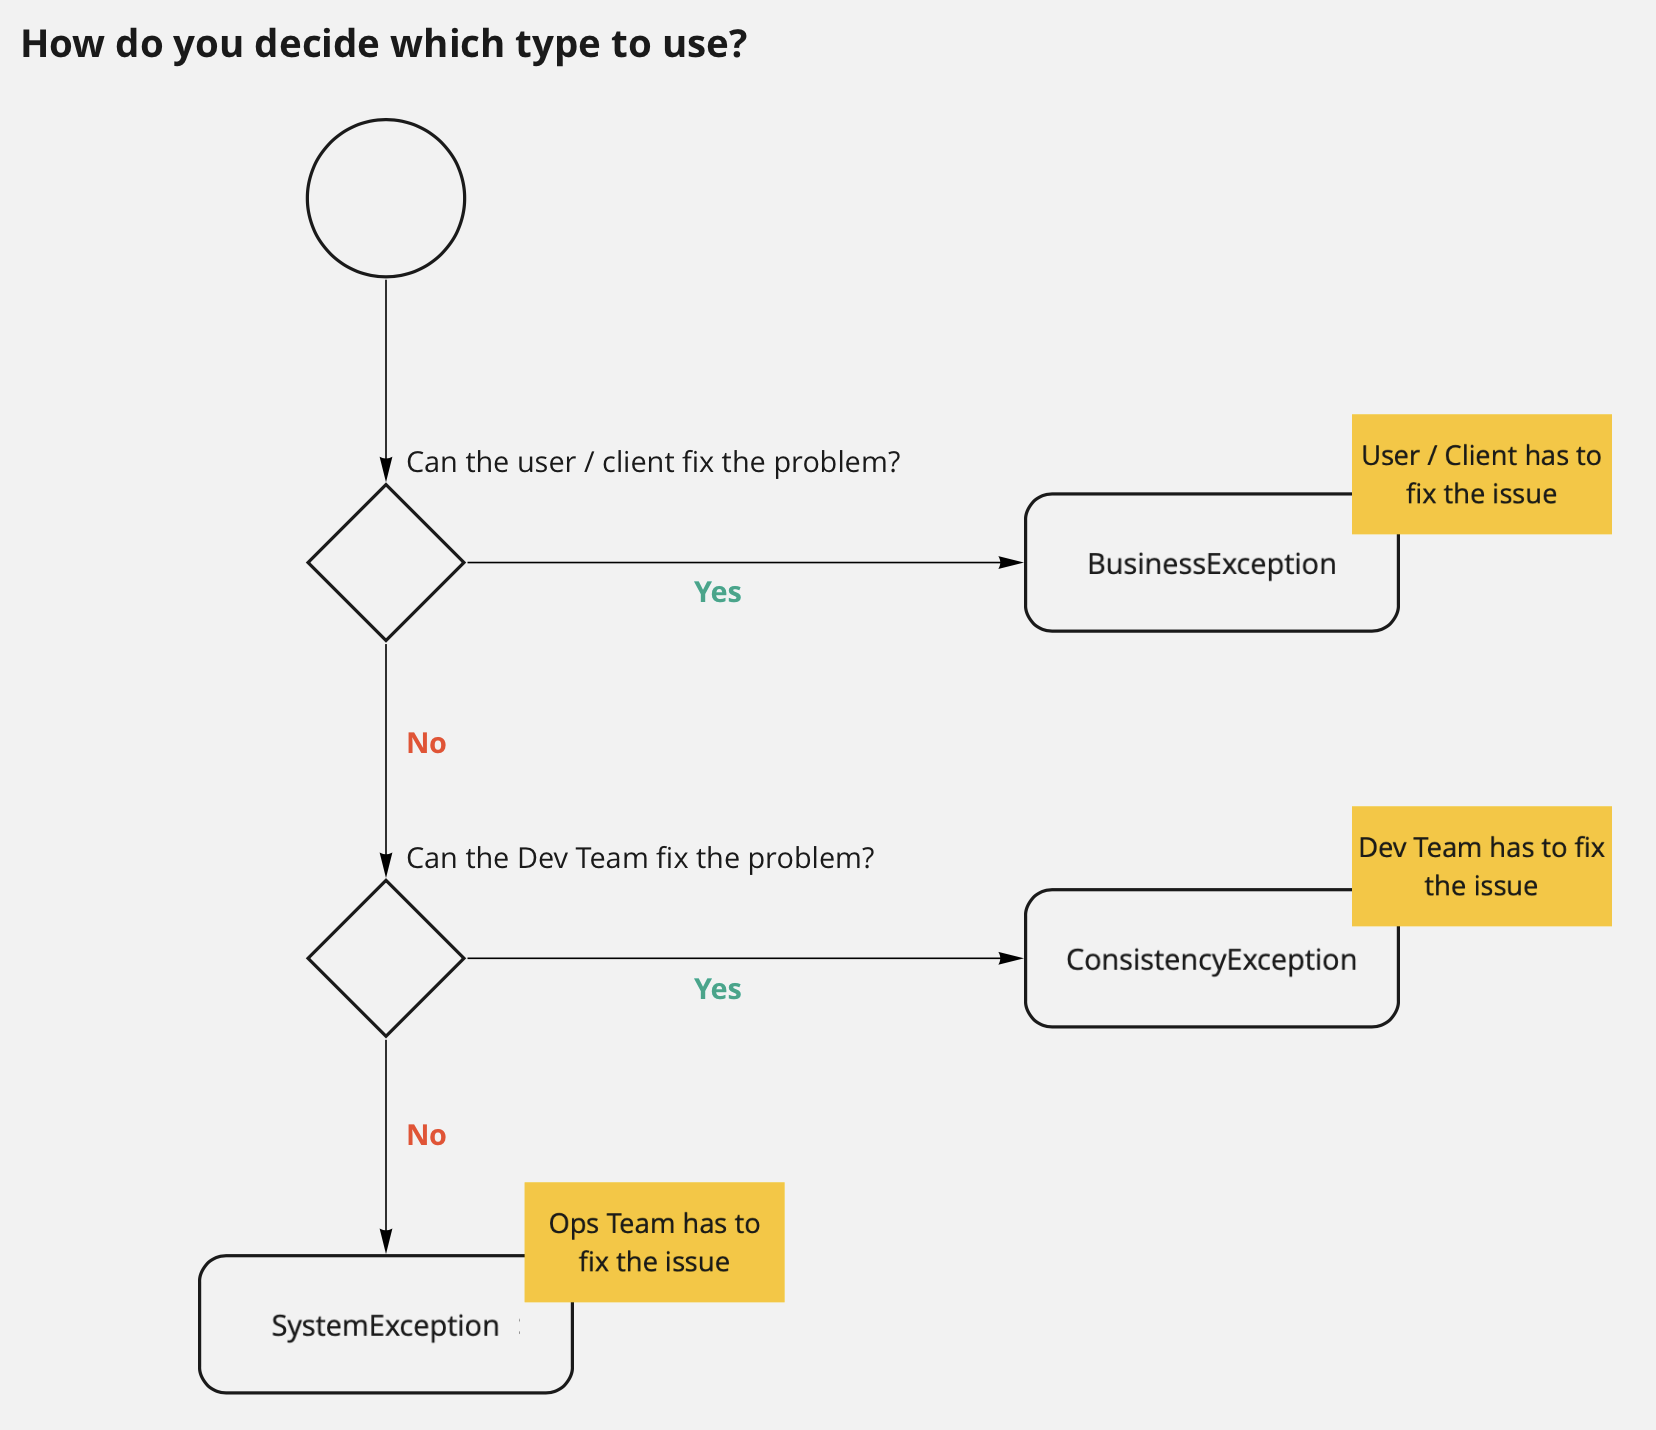 How do you decide which type to use?
Can the user / client fix the problem?
User / Client has to
fix the issue
BusinessException
Yes
No
Can the Dev Team fix the problem?
Dev Team has to fix
the issue
ConsistencyException
Yes
No
Ops Team has to
fix the issue
SystemException